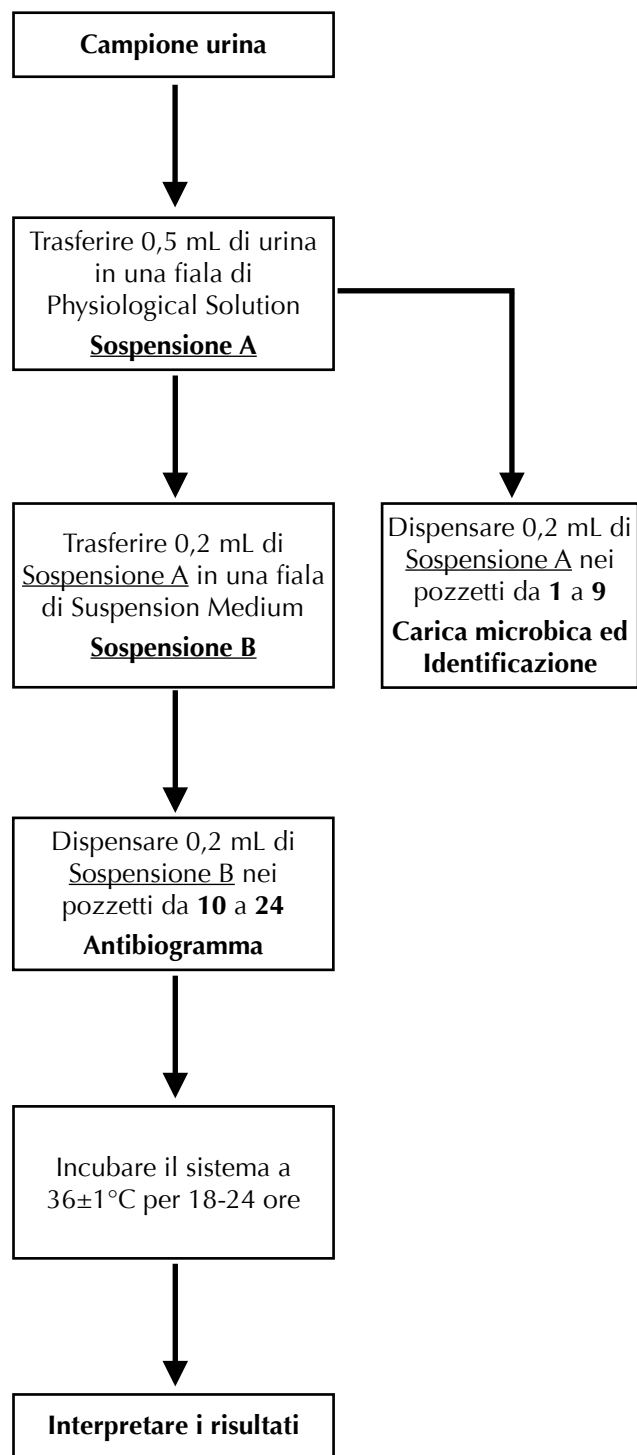 Campione urina
Trasferire 0,5 mL di urina
in una fiala di
Physiological Solution
Sospensione A
Trasferire 0,2 mL di
Sospensione A in una fiala
di Suspension Medium
Sospensione B
Dispensare 0,2 mL di
Sospensione A nei
pozzetti da 1 a 9
Carica microbica ed
Identificazione
Dispensare 0,2 mL di
Sospensione B nei
pozzetti da 10 a 24
Antibiogramma
Incubare il sistema a
36±1°C per 18-24 ore
Interpretare i risultati